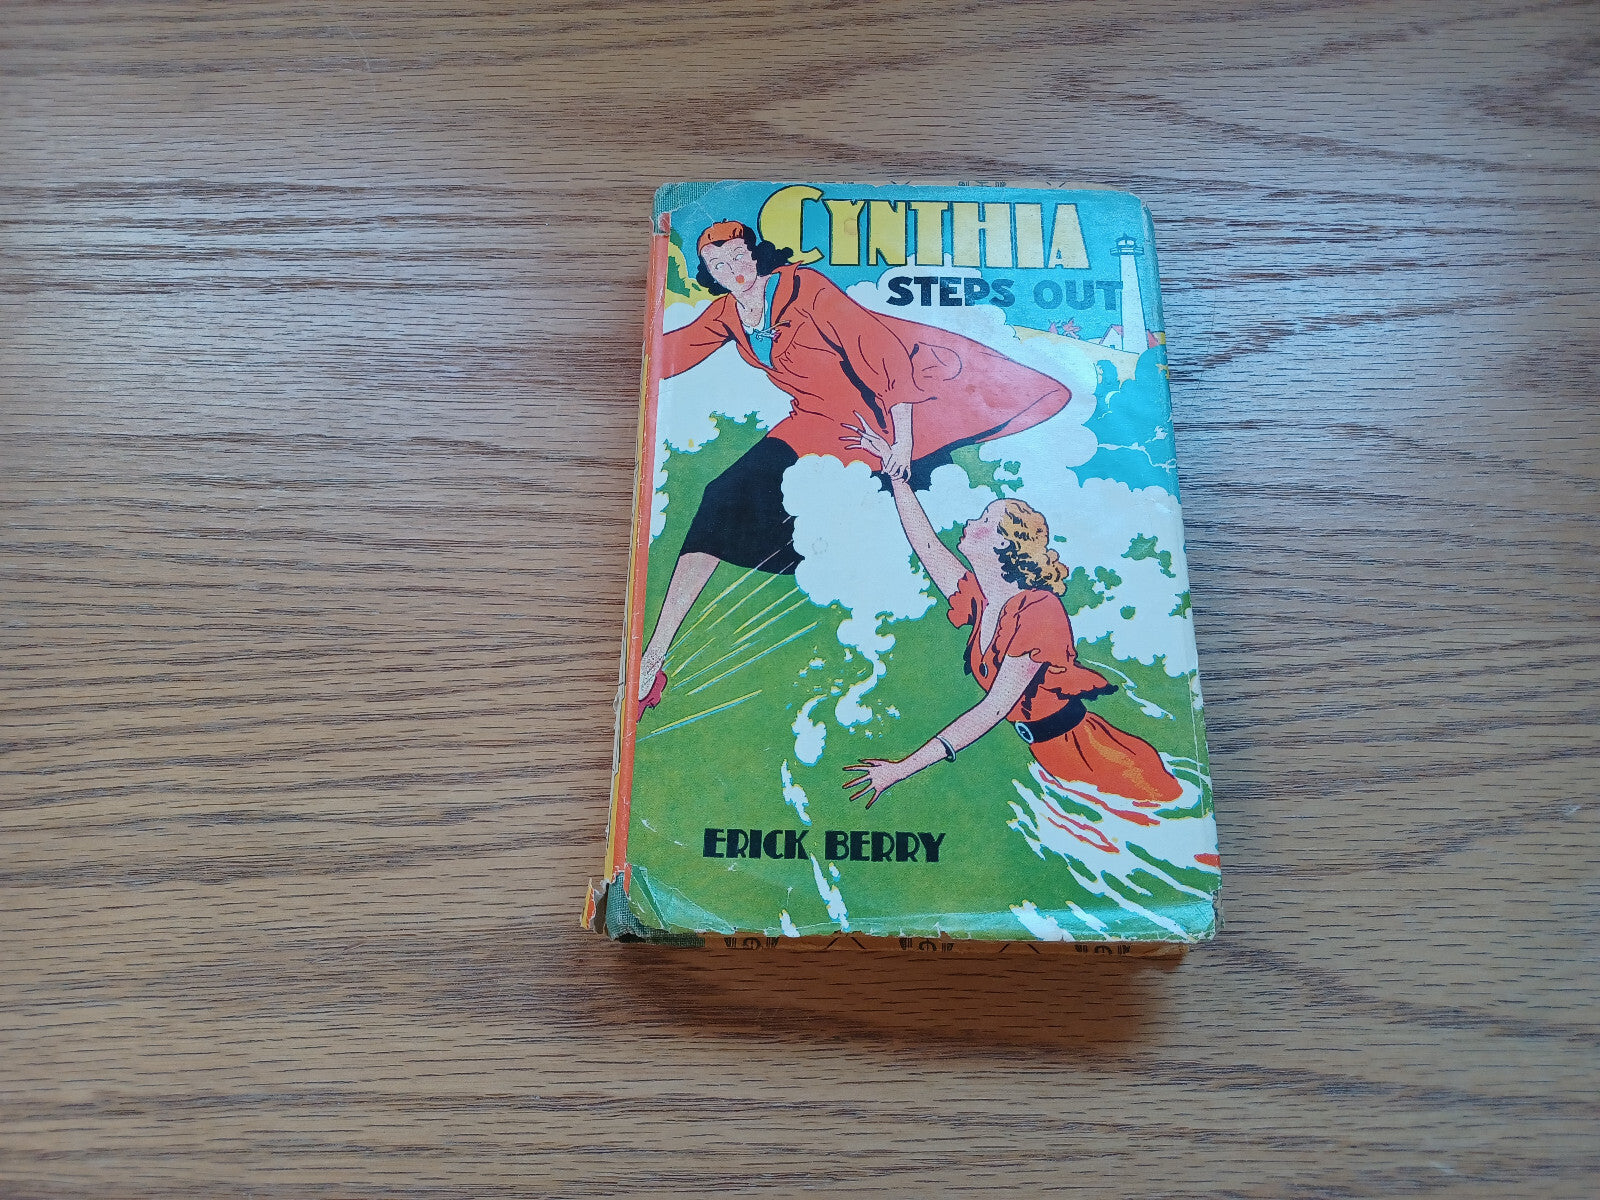 CYNTHIA
STEPS OUT
ERICK BERRY